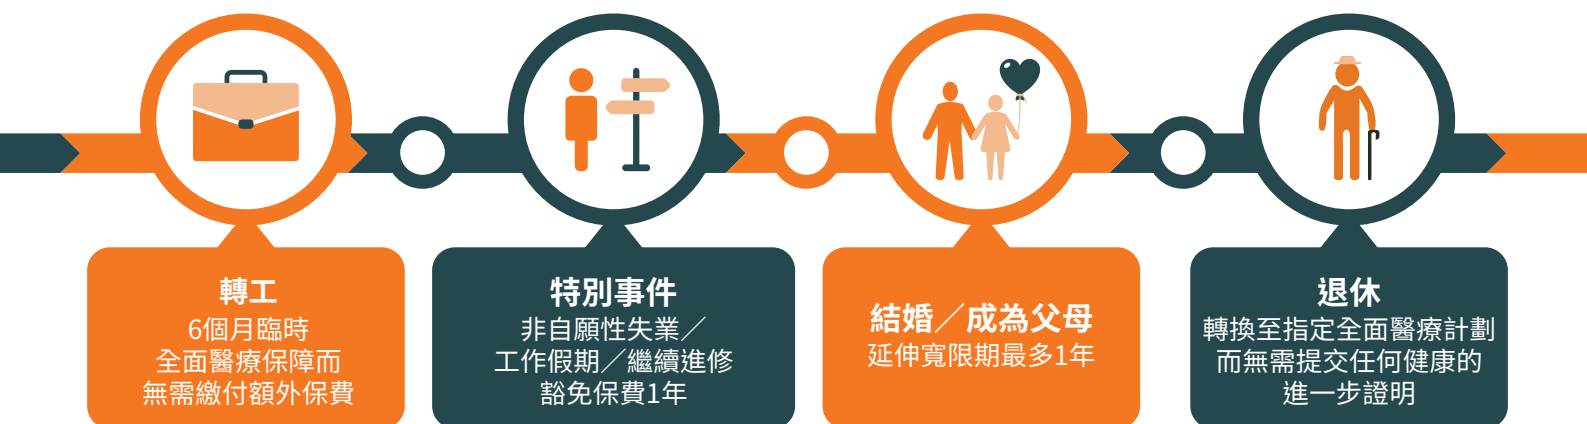 轉工
6個月臨時
全面醫療保障而
無需繳付額外保費
特別事件
非自願性失業／
工作假期／繼續進修
豁免保費1年
結婚／成為父母
延伸寬限期最多1年
退休
轉換至指定全面醫療計劃
而無需提交任何健康的
進一步證明